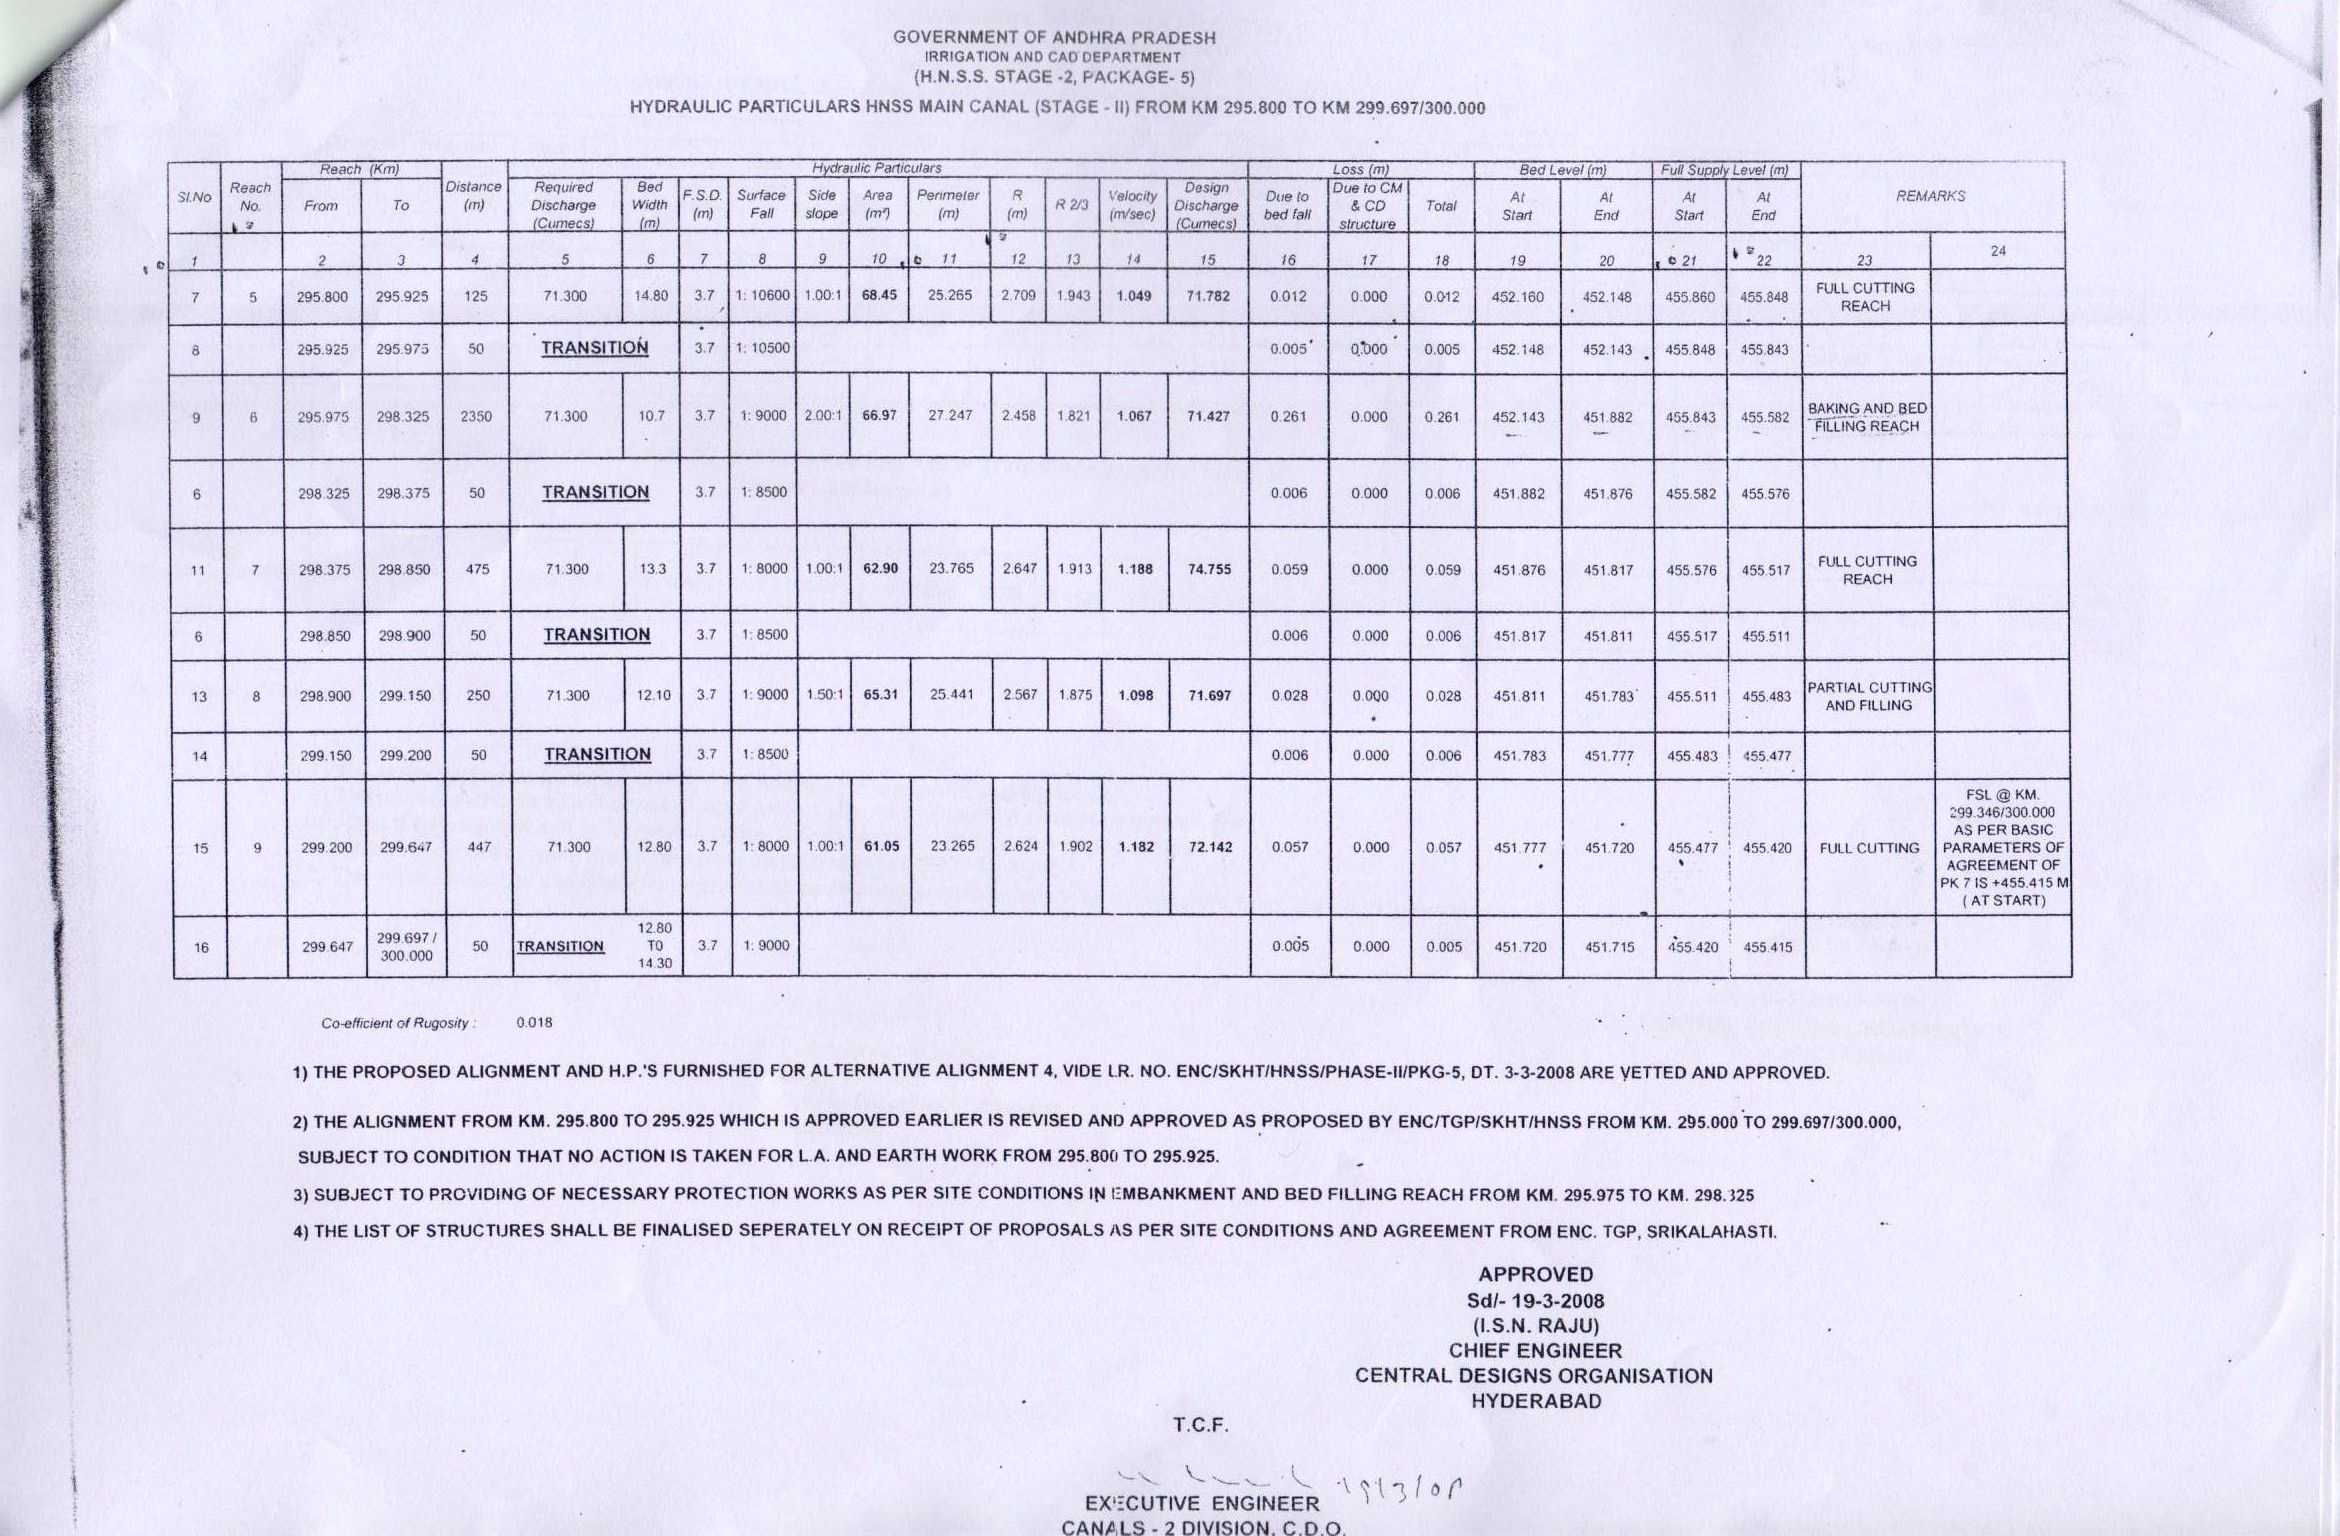 GOVERNMENT OF ANDHRA PRADESH
IRRIGATION AND CAD DEPARTMENT
(H.N.S.S. STAGE -2, PACKAGE- 5)
HYDRAULIC PARTICULARS HNSS MAIN CANAL (STAGE - II) FROM KM 295.800 TO KM 299.697/300.000
Sl.No Reach No. Reach (Km) From To Distance (m) Hydraulic Particulars Required Discharge (Cumecs) Bed Width (m) F.S.D. (m) Surface Fall Side slope Area (m²) Perimeter (m) R (m) R 2/3 Velocity (m/sec) Design Discharge (Cumecs) Loss (m) Due to bed fall Due to CM & CD structure Total Bed Level (m) At Start At End Full Supply Level (m) At Start At End REMARKS
1 2 3 4 5 6 7 8 9 10 11 12 13 14 15 16 17 18 19 20 21 22 23 24
7 5 295.800 295.925 125 71.300 14.80 3.7 1: 10600 1.00:1 68.45 25.265 2.709 1.943 1.049 71.782 0.012 0.000 0.012 452.160 452.148 455.860 455.848 FULL CUTTING REACH
8 295.925 295.975 50 TRANSITION 3.7 1: 10500 0.005 0.000 0.005 452.148 452.143 455.848 455.843
9 6 295.975 298.325 2350 71.300 10.7 3.7 1: 9000 2.00:1 66.97 27.247 2.458 1.821 1.067 71.427 0.261 0.000 0.261 452.143 451.882 455.843 455.582 BAKING AND BED FILLING REACH
6 298.325 298.375 50 TRANSITION 3.7 1: 8500 0.006 0.000 0.006 451.882 451.876 455.582 455.576
11 7 298.375 298.850 475 71.300 13.3 3.7 1: 8000 1.00:1 62.90 23.765 2.647 1.913 1.188 74.755 0.059 0.000 0.059 451.876 451.817 455.576 455.517 FULL CUTTING REACH
6 298.850 298.900 50 TRANSITION 3.7 1: 8500 0.006 0.000 0.006 451.817 451.811 455.517 455.511
13 8 298.900 299.150 250 71.300 12.10 3.7 1: 9000 1.50:1 65.31 25.441 2.567 1.875 1.098 71.697 0.028 0.000 0.028 451.811 451.783 455.511 455.483 PARTIAL CUTTING AND FILLING
14 299.150 299.200 50 TRANSITION 3.7 1: 8500 0.006 0.000 0.006 451.783 451.777 455.483 455.477
15 9 299.200 299.647 447 71.300 12.80 3.7 1: 8000 1.00:1 61.05 23.265 2.624 1.902 1.182 72.142 0.057 0.000 0.057 451.777 451.720 455.477 455.420 FULL CUTTING FSL @ KM. 299.346/300.000 AS PER BASIC PARAMETERS OF AGREEMENT OF PK 7 IS +455.415 M ( AT START)
16 299.647 299.697 / 300.000 50 TRANSITION 12.80 TO 14.30 3.7 1: 9000 0.005 0.000 0.005 451.720 451.715 455.420 455.415
Co-efficient of Rugosity : 0.018
1) THE PROPOSED ALIGNMENT AND H.P.'S FURNISHED FOR ALTERNATIVE ALIGNMENT 4, VIDE LR. NO. ENC/SKHT/HNSS/PHASE-II/PKG-5, DT. 3-3-2008 ARE VETTED AND APPROVED.
2) THE ALIGNMENT FROM KM. 295.800 TO 295.925 WHICH IS APPROVED EARLIER IS REVISED AND APPROVED AS PROPOSED BY ENC/TGP/SKHT/HNSS FROM KM. 295.000 TO 299.697/300.000,
SUBJECT TO CONDITION THAT NO ACTION IS TAKEN FOR L.A. AND EARTH WORK FROM 295.800 TO 295.925.
3) SUBJECT TO PROVIDING OF NECESSARY PROTECTION WORKS AS PER SITE CONDITIONS IN EMBANKMENT AND BED FILLING REACH FROM KM. 295.975 TO KM. 298.325
4) THE LIST OF STRUCTURES SHALL BE FINALISED SEPERATELY ON RECEIPT OF PROPOSALS AS PER SITE CONDITIONS AND AGREEMENT FROM ENC. TGP, SRIKALAHASTI.
APPROVED
Sd/- 19-3-2008
(I.S.N. RAJU)
CHIEF ENGINEER
CENTRAL DESIGNS ORGANISATION
HYDERABAD
T.C.F.
19/3/08
EXECUTIVE ENGINEER
CANALS - 2 DIVISION, C.D.O.